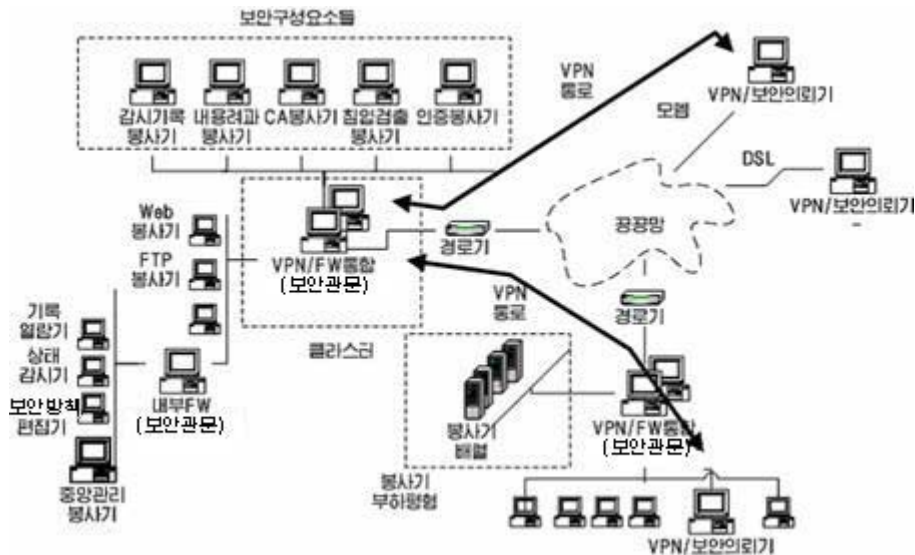 보안구성요소들
감시기록
봉사기
내용려과
봉사기
CA봉사기
침입검출
봉사기
인증봉사기
VPN
통로
VPN/보안의뢰기
모뎀
DSL
VPN/보안의뢰기
Web
봉사기
FTP
봉사기
VPN/FW통합
(보안관문)
경로기
공공망
VPN
통로
경로기
클라스터
기록
열람기
상태
감시기
보안방책
편집기
중앙관리
봉사기
내부FW
(보안관문)
봉사기
배렬
VPN/FW통합
(보안관문)
봉사기
부하평형
VPN/보안의뢰기